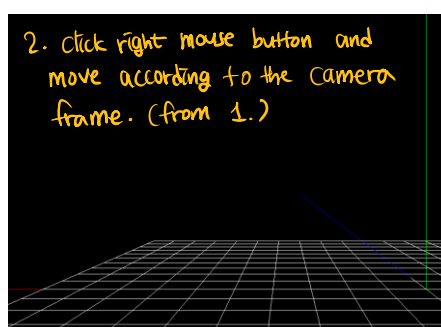 2. click right mouse button and
move according to the camera
frame. (from 1.)